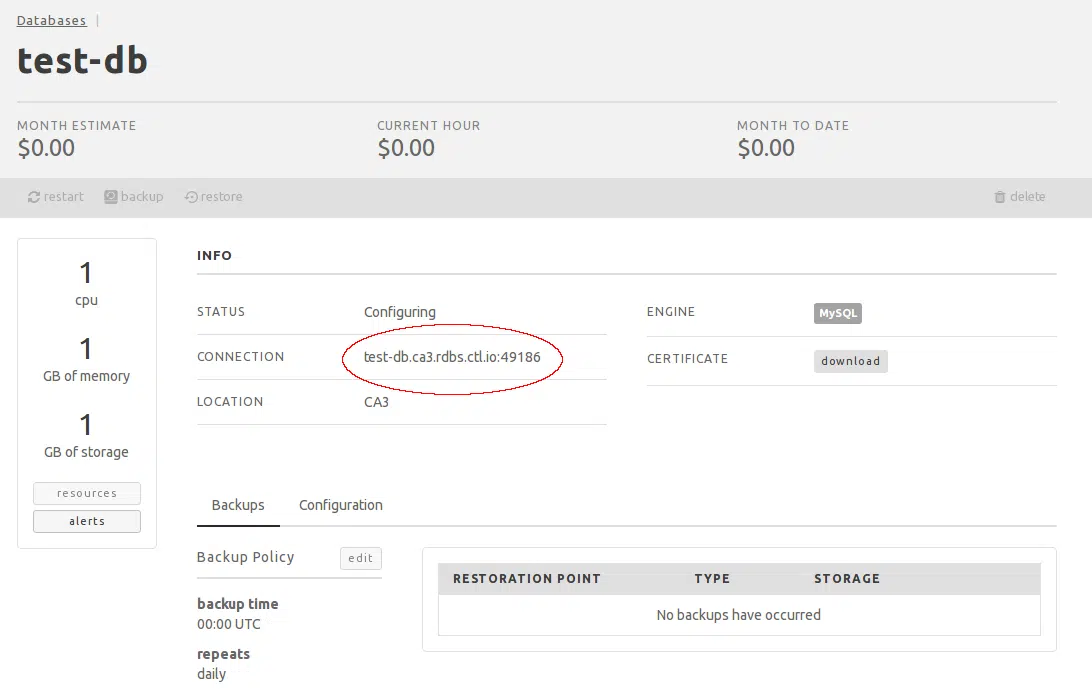 Databases |
test-db
MONTH ESTIMATE
$0.00
CURRENT HOUR
$0.00
MONTH TO DATE
$0.00
restart backup restore delete
1
cpu
1
GB of memory
1
GB of storage
resources
alerts
INFO
STATUS Configuring
CONNECTION test-db.ca3.rdbs.ctl.io:49186
LOCATION CA3
ENGINE MySQL
CERTIFICATE download
Backups Configuration
Backup Policy edit
backup time
00:00 UTC
repeats
daily
RESTORATION POINT TYPE STORAGE
No backups have occurred